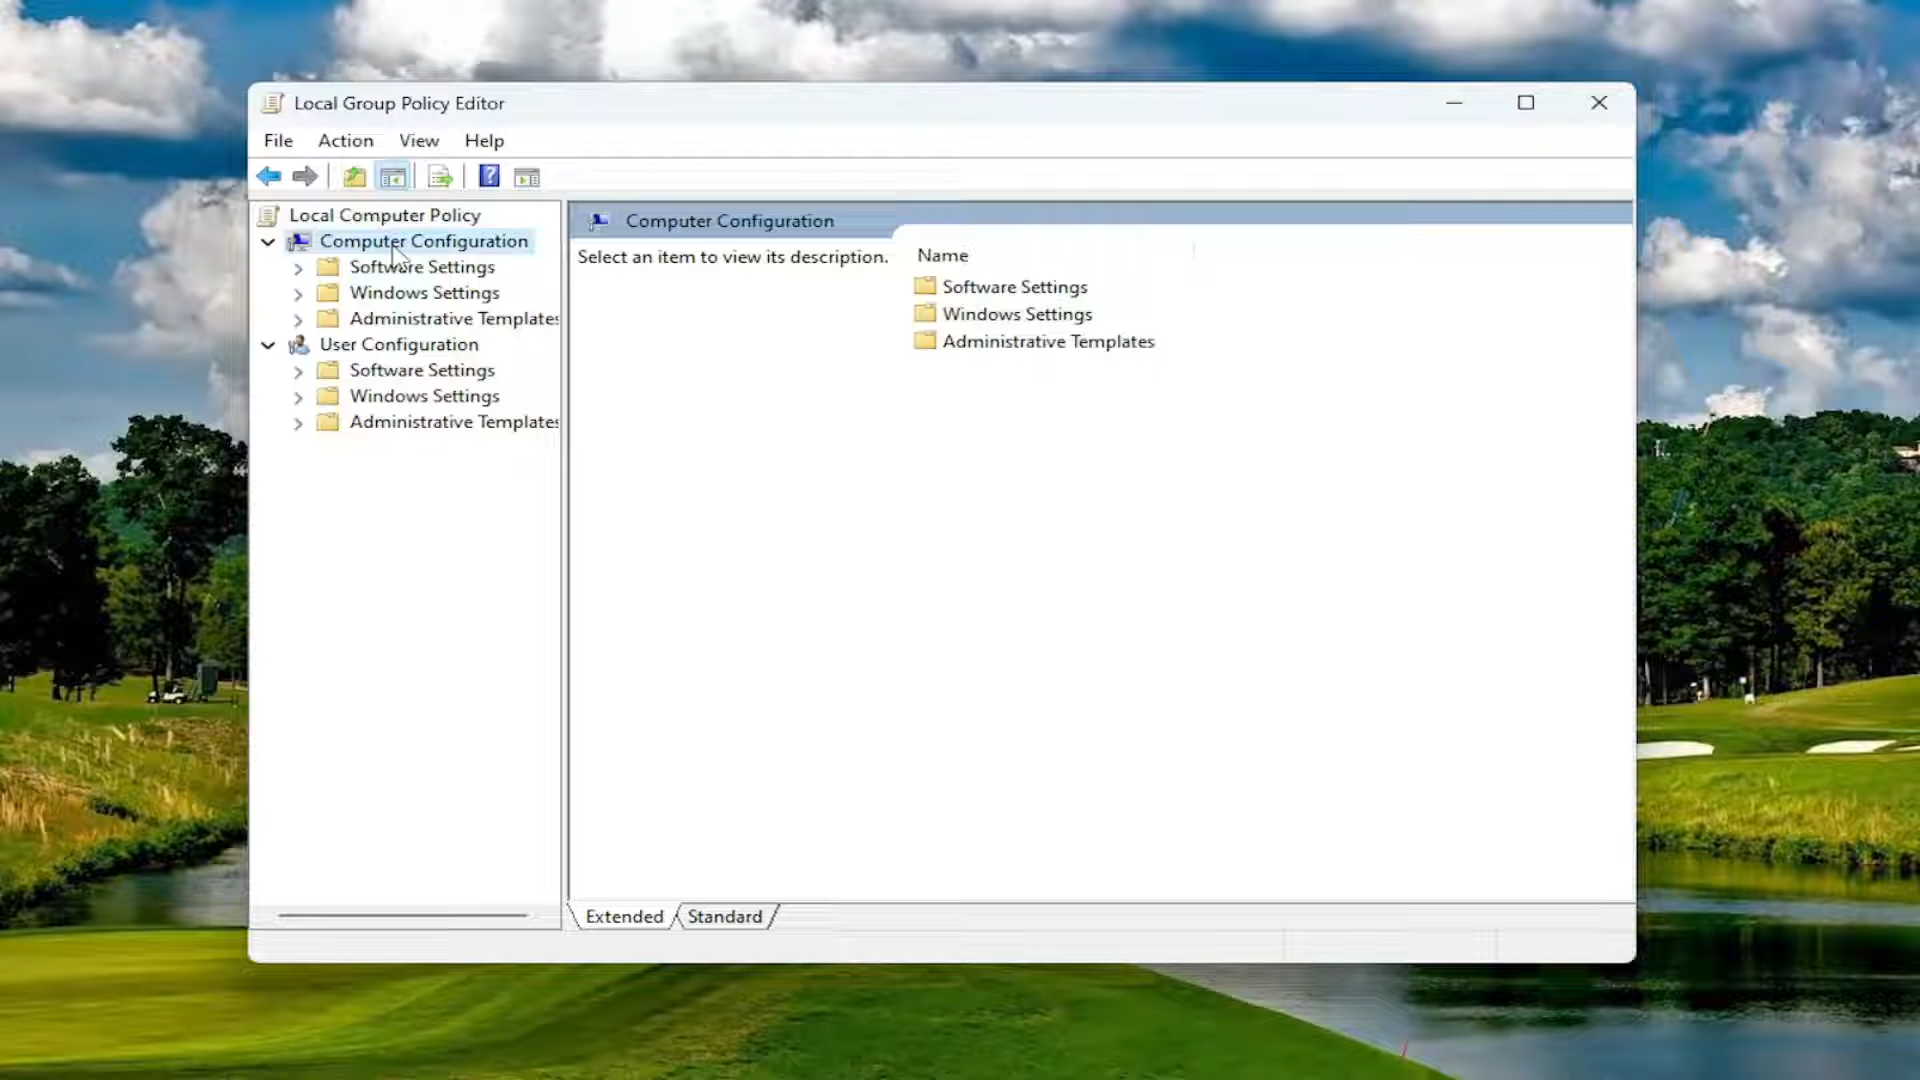 Local Group Policy Editor
File Action View Help
Local Computer Policy
Computer Configuration
Software Settings
Windows Settings
Administrative Templates
User Configuration
Software Settings
Windows Settings
Administrative Templates
Computer Configuration
Select an item to view its description.
Name
Software Settings
Windows Settings
Administrative Templates
Extended Standard